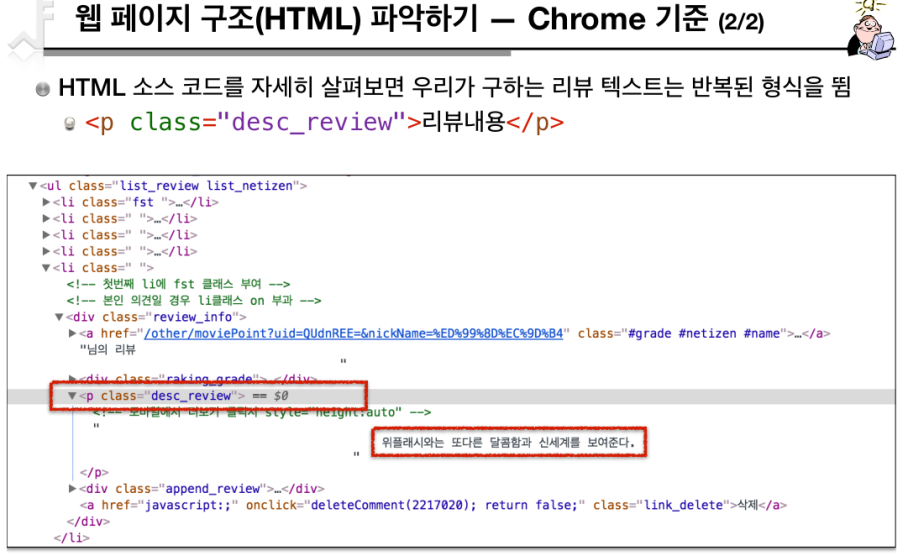 웹 페이지 구조(HTML) 파악하기 — Chrome 기준 (2/2)
HTML 소스 코드를 자세히 살펴보면 우리가 구하는 리뷰 텍스트는 반복된 형식을 띔
<p class="desc_review">리뷰내용</p>
▼<ul class="list_review list_netizen">
▶<li class="fst ">…</li>
▶<li class=" ">…</li>
▶<li class=" ">…</li>
▶<li class=" ">…</li>
▼<li class=" ">
<!-- 첫번째 li에 fst 클래스 부여 -->
<!-- 본인 의견일 경우 li클래스 on 부과 -->
▼<div class="review_info">
▶<a href="/other/moviePoint?uid=QUdnREE=&nickName=%ED%99%8D%EC%9D%B4" class="#grade #netizen #name">…</a>
"님의 리뷰
"
▶<div class="raking_grade">…</div>
▼<p class="desc_review"> == $0
<!-- 모바일에서 더보기 클릭시 style="height:auto" -->
"
위플래시와는 또다른 달콤함과 신세계를 보여준다.
"
</p>
▶<div class="append_review">…</div>
<a href="javascript:;" onclick="deleteComment(2217020); return false;" class="link_delete">삭제</a>
</div>
</li>